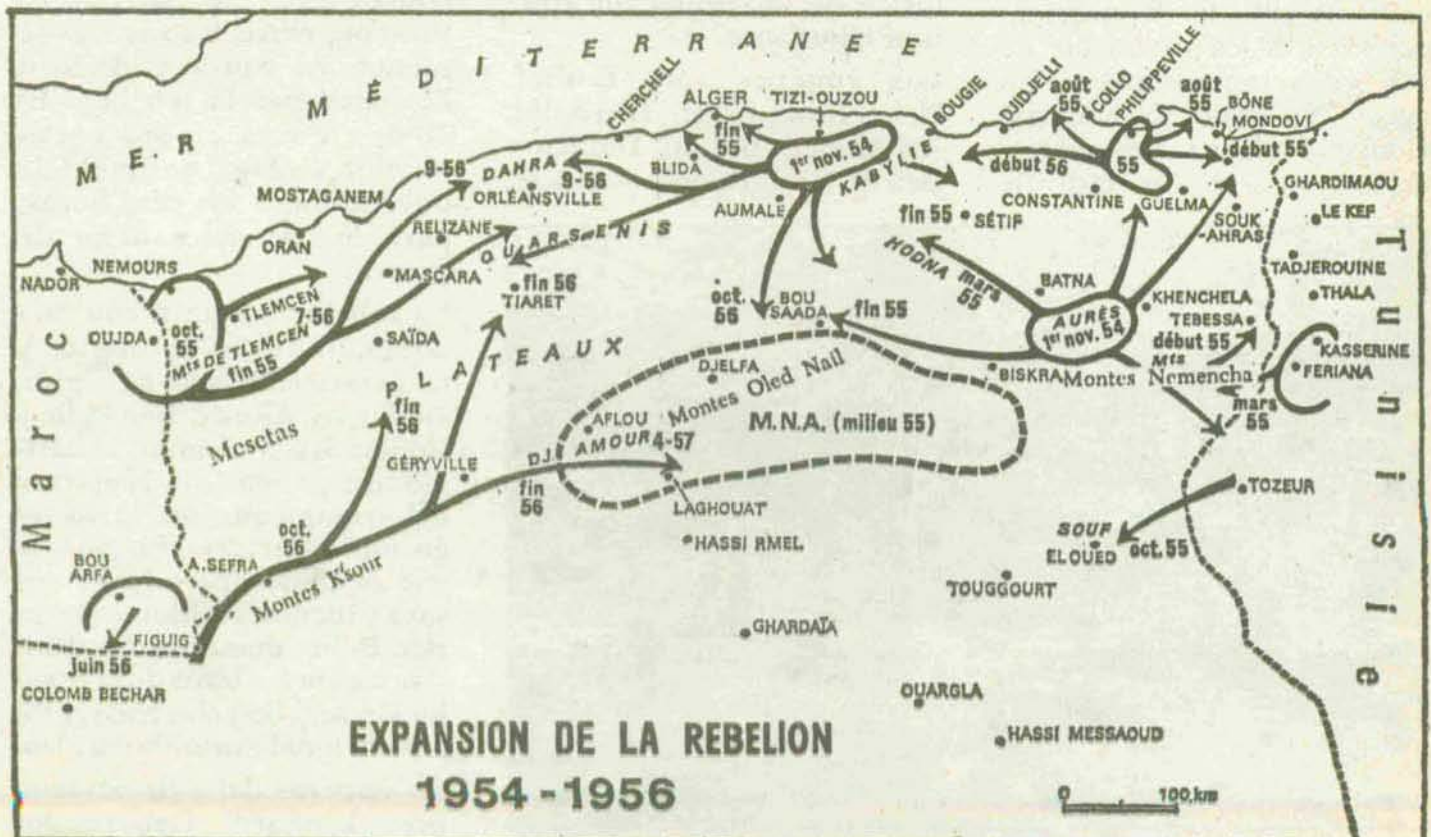 MER MÉDITERRANÉE
CHERCHELL
ALGER
TIZI-OUZOU
BOUGIE
DJIDJELLI
août 55
COLLO
PHILIPPEVILLE
août 55
BÔNE
MONDOVI
fin 55
BLIDA
1er nov. 54
KABYLIE
début 56
55
début 55
9-56
DAHRA
9-56
ORLÉANSVILLE
MOSTAGANEM
AUMALE
fin 55
SÉTIF
CONSTANTINE
GUELMA
GHARDIMAOU
SOUK-AHRAS
LE KEF
ORAN
RELIZANE
OUARSENIS
HODNA
mars 55
TADJEROUINE
NADOR
NEMOURS
MASCARA
fin 56
TIARET
BATNA
THALA
OUJDA
oct. 55
TLEMCEN
7-56
Mts DE TLEMCEN
fin 55
SAÏDA
oct. 56
BOU SAADA
fin 55
AURÈS
1er nov. 54
KHENCHELA
TEBESSA
début 55
KASSERINE
FERIANA
Mts
BISKRA
Montes Nemencha
mars 55
Maroc
Tunisie
PLATEAUX
fin 56
Mesetas
DJELFA
Montes Oled Nail
AFLOU
M.N.A. (milieu 55)
DJ. AMOUR
4-57
GÉRYVILLE
fin 56
LAGHOUAT
TOZEUR
oct. 56
HASSI RMEL
SOUF
EL OUED
oct. 55
BOU ARFA
A. SEFRA
Montes Ksour
TOUGGOURT
FIGUIG
GHARDAÏA
Juin 56
COLOMB BECHAR
OUARGLA
HASSI MESSAOUD
EXPANSION DE LA REBELION
1954-1956
0 100 km